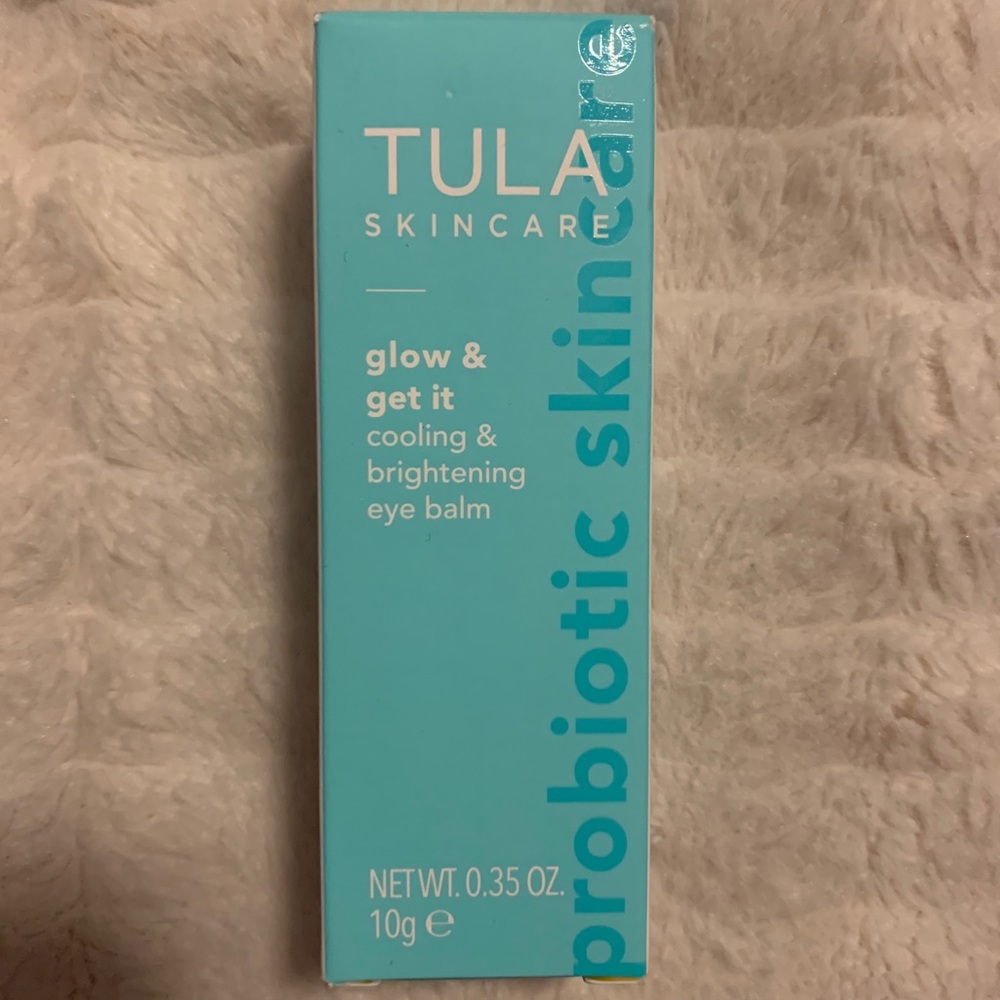 TULA
SKINCARE
glow &
get it
cooling &
brightening
eye balm
NET WT. 0.35 OZ.
10g ℮
probiotic skincare